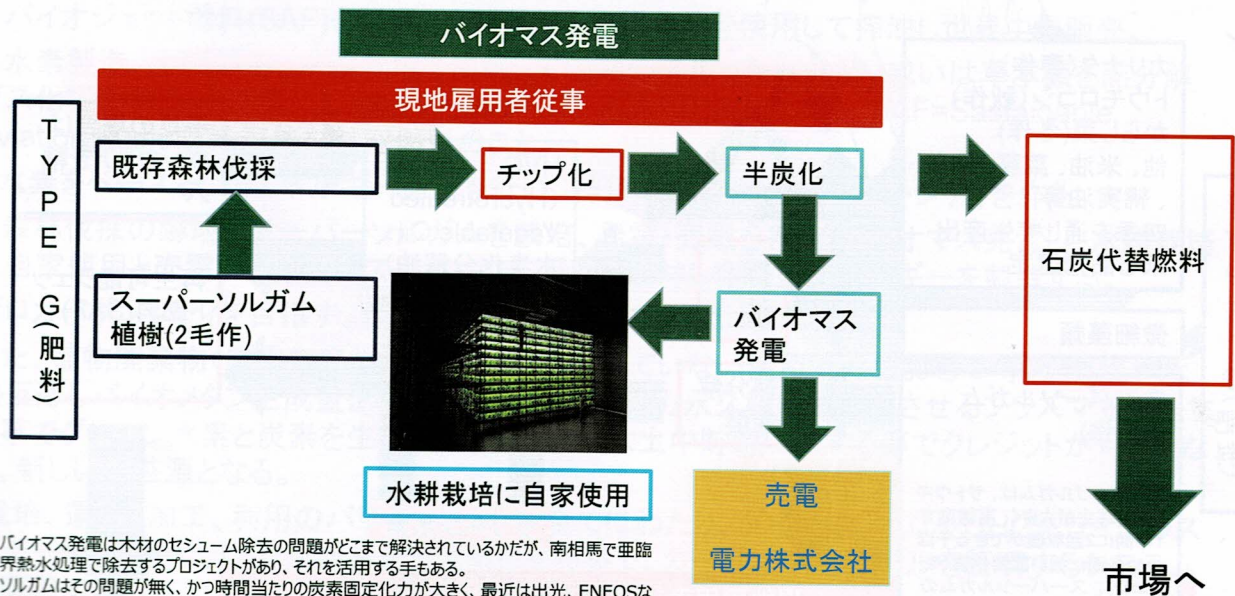 バイオマス発電
現地雇用者従事
TYPE G(肥料)
既存森林伐採
チップ化
半炭化
石炭代替燃料
スーパーソルガム
植樹(2毛作)
バイオマス
発電
水耕栽培に自家使用
売電
電力株式会社
市場へ
バイオマス発電は木材のセシューム除去の問題がどこまで解決されているかだが、南相馬で亜臨
界熱水処理で除去するプロジェクトがあり、それを活用する手もある。
ソルガムはその問題が無く、かつ時間当たりの炭素固定化力が大きく、最近は出光、ENEOSな